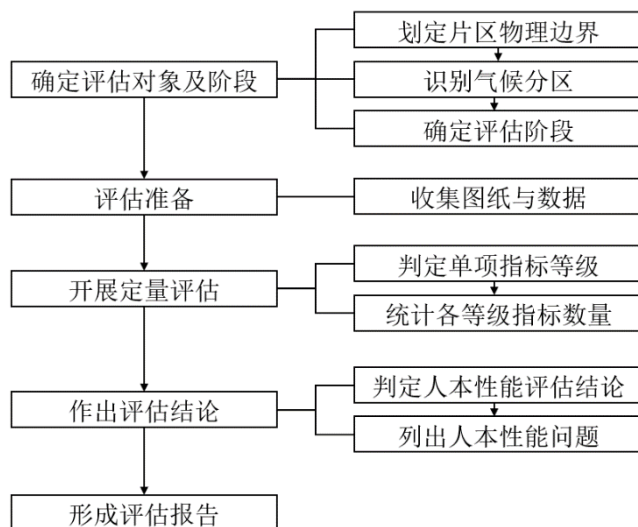 确定评估对象及阶段
划定片区物理边界
识别气候分区
确定评估阶段
评估准备
收集图纸与数据
开展定量评估
判定单项指标等级
统计各等级指标数量
作出评估结论
判定人本性能评估结论
列出人本性能问题
形成评估报告